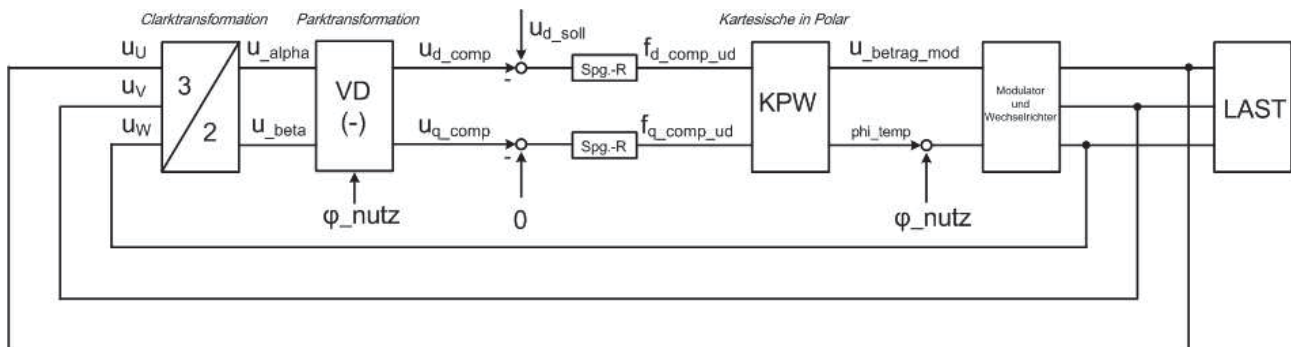 Clarktransformation
Parktransformation
Kartesische in Polar
u_d_soll
u_U
u_alpha
u_d_comp
f_d_comp_ud
u_betrag_mod
-
Spg.-R
3
2
VD
(-)
KPW
Modulator
und
Wechselrichter
LAST
u_V
u_W
u_beta
u_q_comp
f_q_comp_ud
phi_temp
-
Spg.-R
φ_nutz
0
φ_nutz